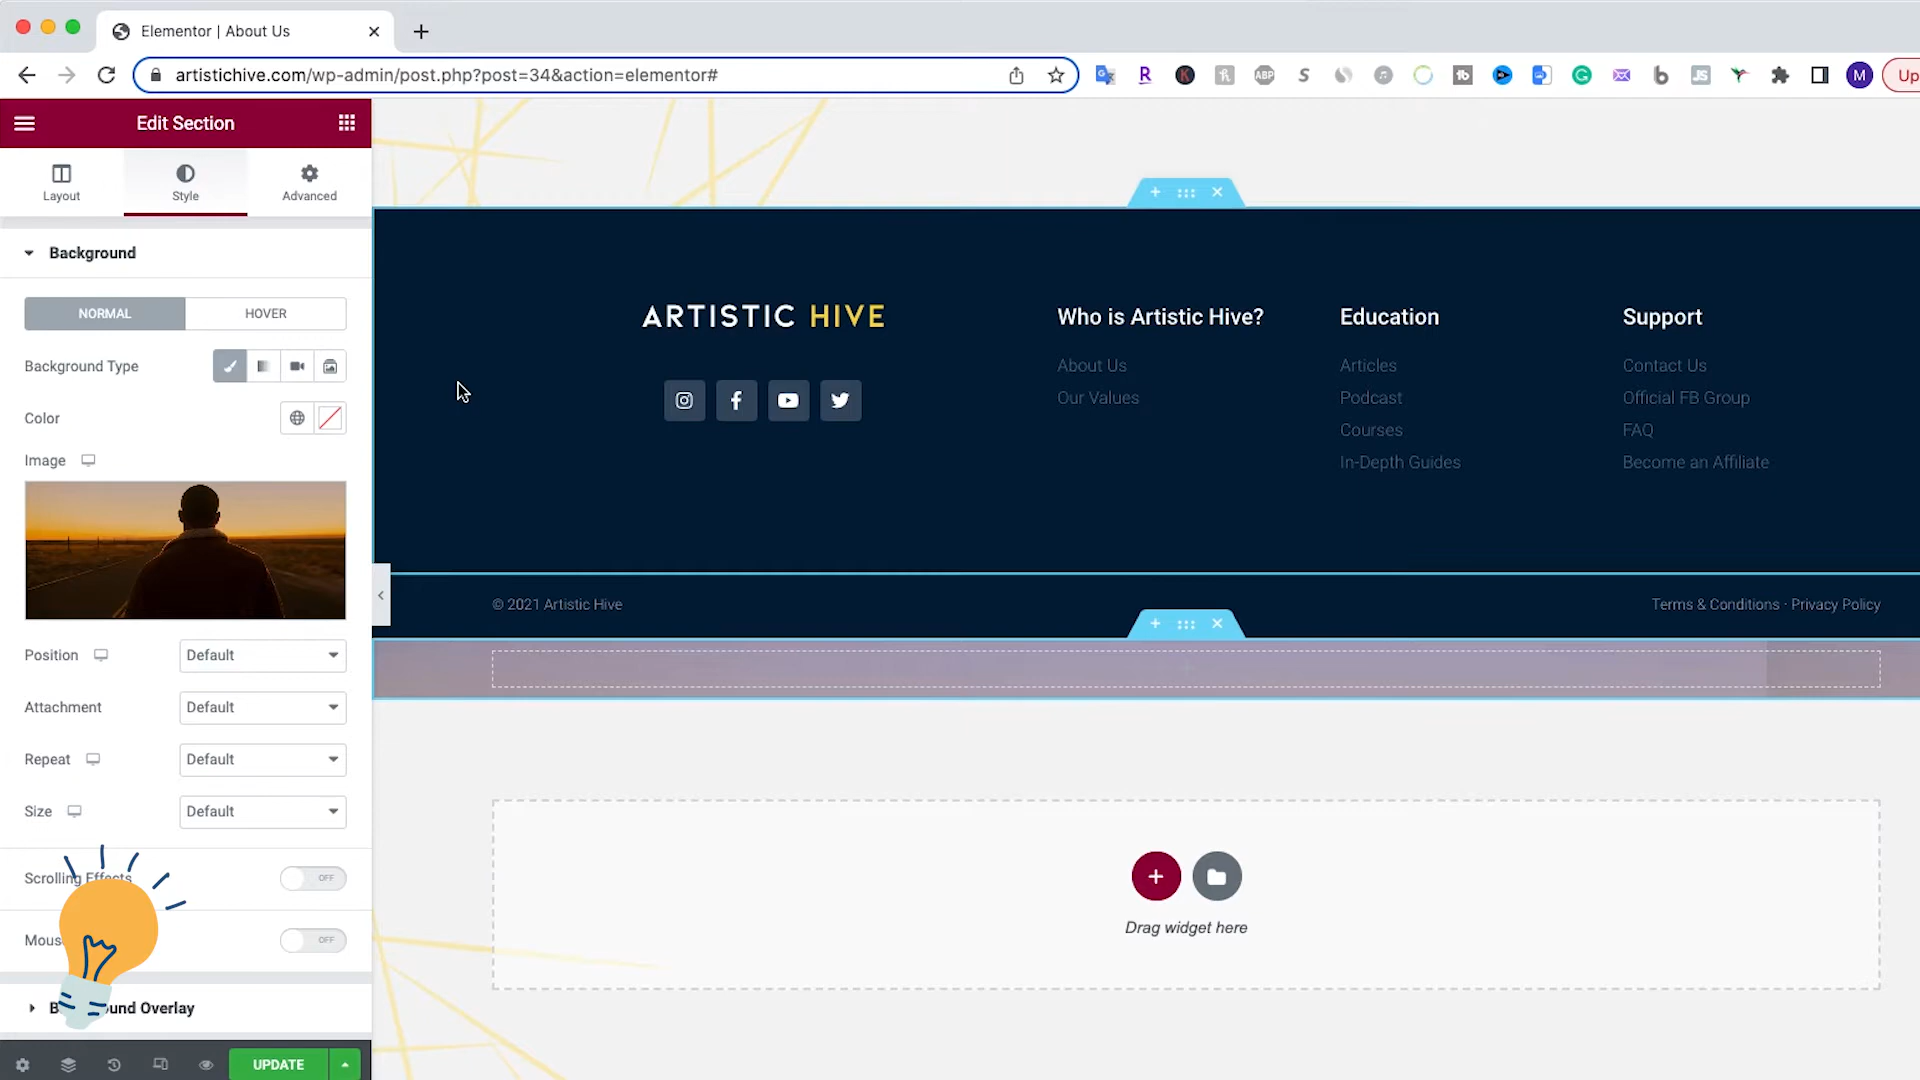 Elementor | About Us
artistichive.com/wp-admin/post.php?post=34&action=elementor#
ABP
JS
M
Up
Edit Section
Layout
Style
Advanced
Background
NORMAL
HOVER
Background Type
Color
Image
Position
Default
Attachment
Default
Repeat
Default
Size
Default
Scrolling Effects
OFF
Mous
OFF
B
und Overlay
UPDATE
ARTISTIC HIVE
Who is Artistic Hive?
About Us
Our Values
Education
Articles
Podcast
Courses
In-Depth Guides
Support
Contact Us
Official FB Group
FAQ
Become an Affiliate
© 2021 Artistic Hive
Terms & Conditions · Privacy Policy
Drag widget here